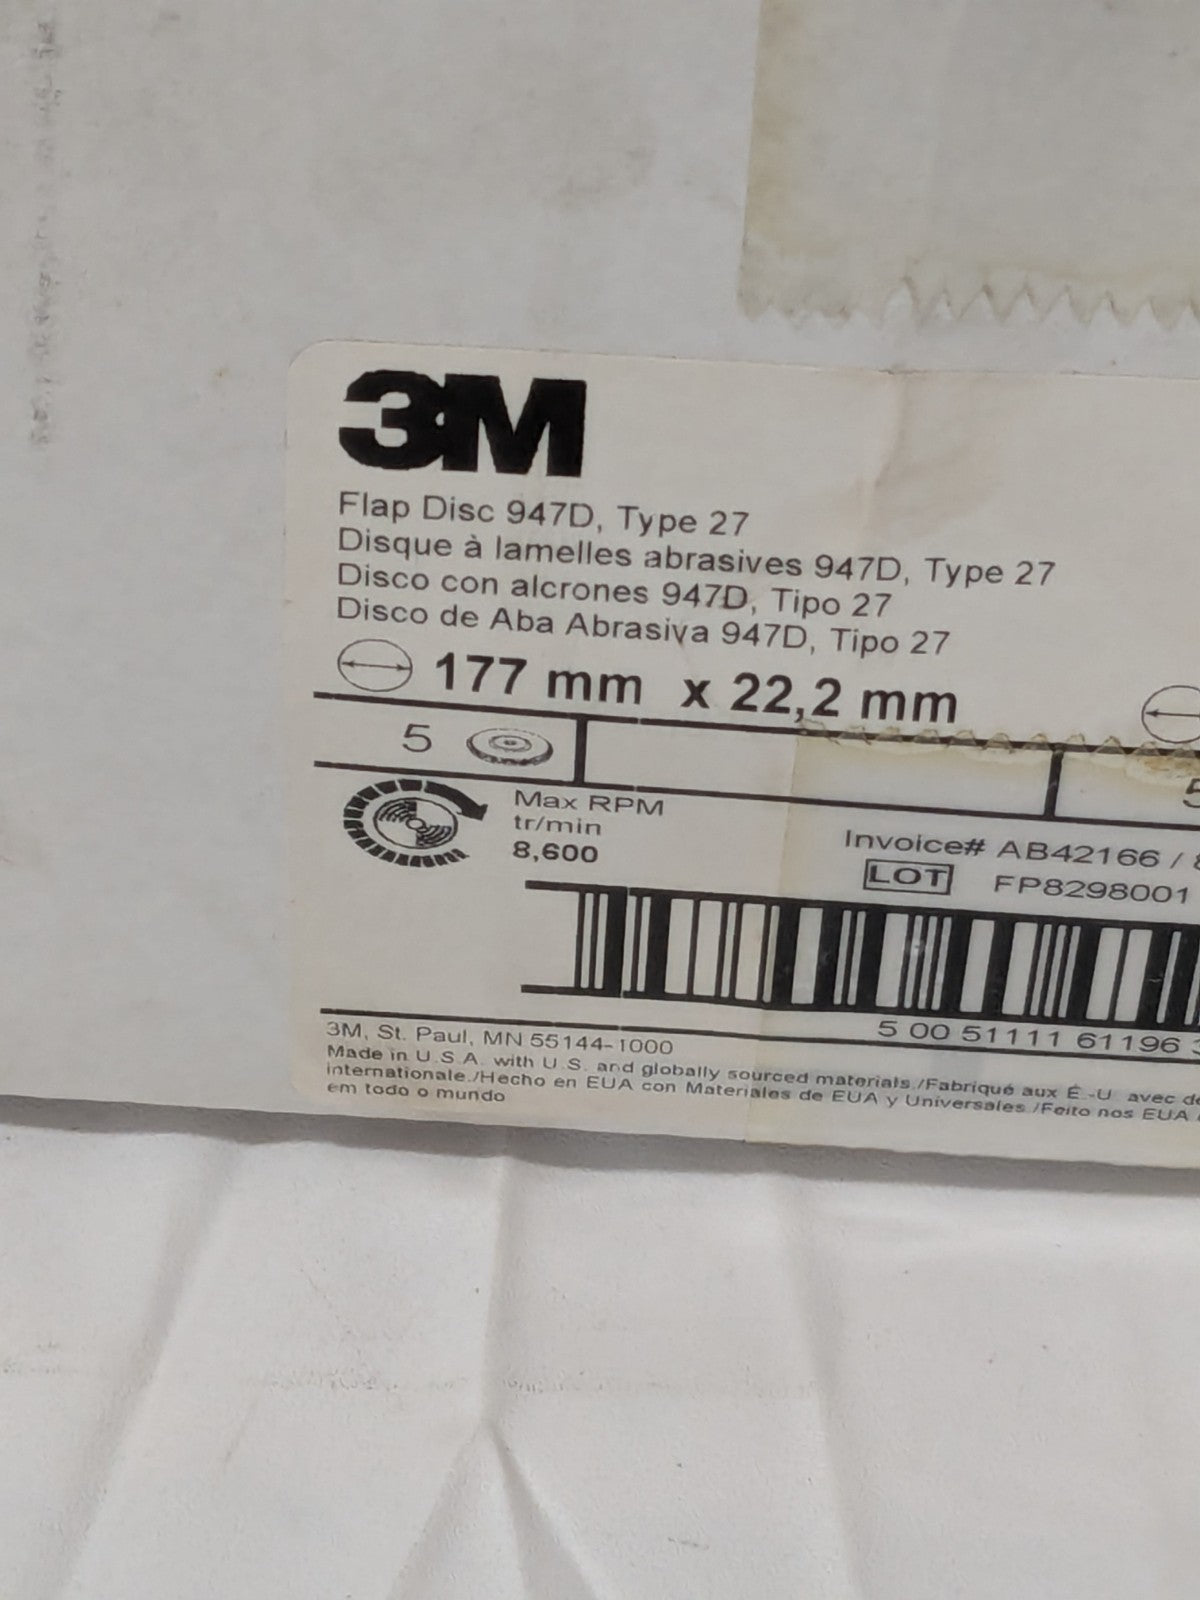 3M
Flap Disc 947D, Type 27
Disque à lamelles abrasives 947D, Type 27
Disco con alcrones 947D, Tipo 27
Disco de Aba Abrasiva 947D, Tipo 27
177 mm x 22,2 mm
5
5
Max RPM
tr/min
8,600
Invoice# AB42166 /
LOT FP8298001
5 00 51111 61196
3M, St. Paul, MN 55144-1000
Made in U.S.A. with U.S. and globally sourced materials./Fabriqué aux É.-U. avec
internationale./Hecho en EUA con Materiales de EUA y Universales./Feito nos EUA
em todo o mundo